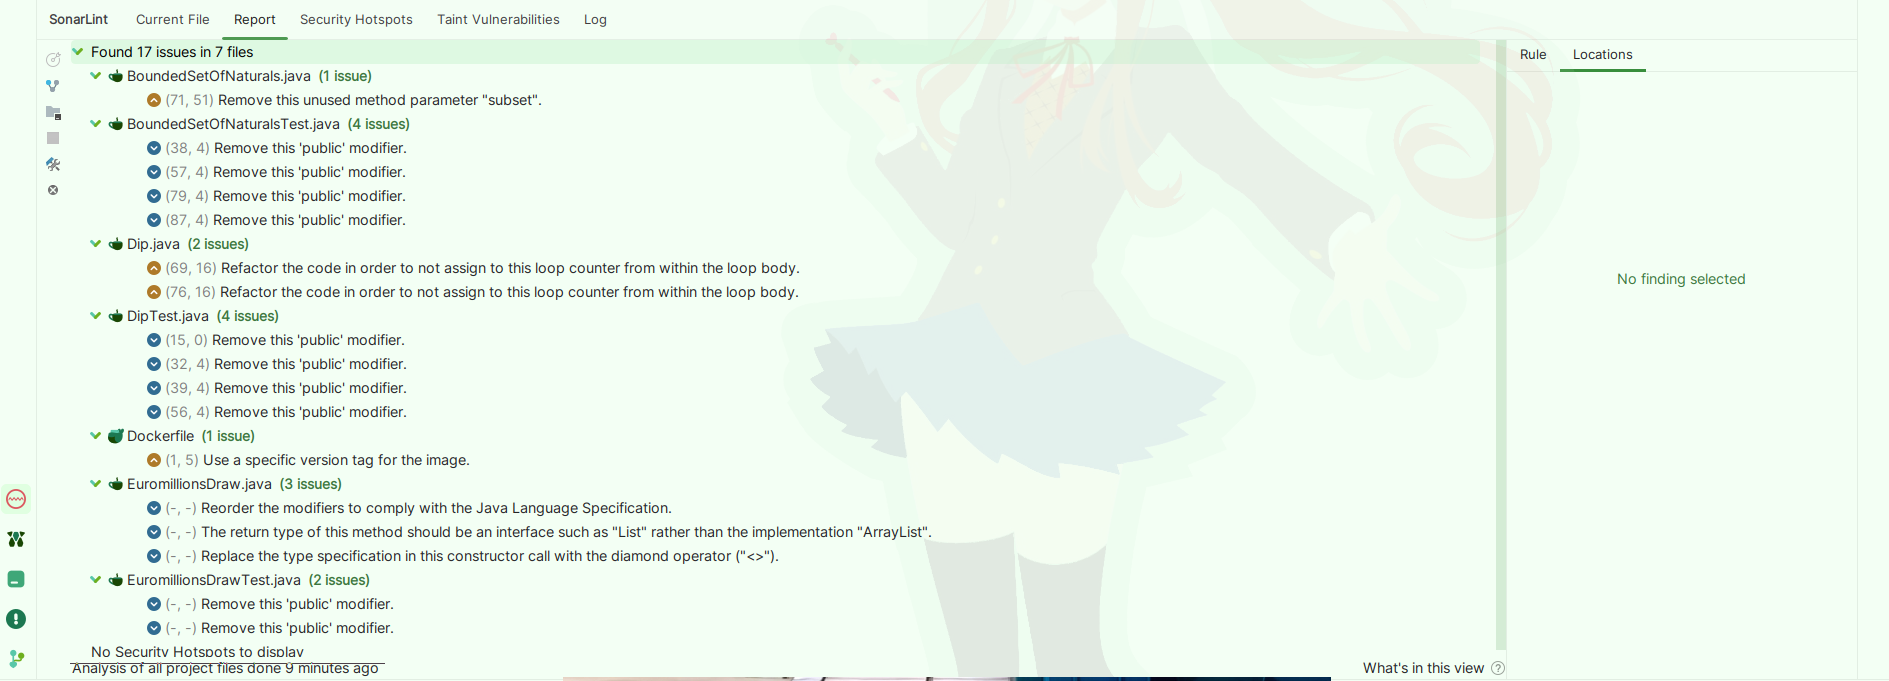 SonarLint Current File Report Security Hotspots Taint Vulnerabilities Log
Found 17 issues in 7 files
BoundedSetOfNaturals.java (1 issue)
(71, 51) Remove this unused method parameter "subset".
BoundedSetOfNaturalsTest.java (4 issues)
(38, 4) Remove this 'public' modifier.
(57, 4) Remove this 'public' modifier.
(79, 4) Remove this 'public' modifier.
(87, 4) Remove this 'public' modifier.
Dip.java (2 issues)
(69, 16) Refactor the code in order to not assign to this loop counter from within the loop body.
(76, 16) Refactor the code in order to not assign to this loop counter from within the loop body.
DipTest.java (4 issues)
(15, 0) Remove this 'public' modifier.
(32, 4) Remove this 'public' modifier.
(39, 4) Remove this 'public' modifier.
(56, 4) Remove this 'public' modifier.
Dockerfile (1 issue)
(1, 5) Use a specific version tag for the image.
EuromillionsDraw.java (3 issues)
(-, -) Reorder the modifiers to comply with the Java Language Specification.
(-, -) The return type of this method should be an interface such as "List" rather than the implementation "ArrayList".
(-, -) Replace the type specification in this constructor call with the diamond operator ("<>").
EuromillionsDrawTest.java (2 issues)
(-, -) Remove this 'public' modifier.
(-, -) Remove this 'public' modifier.
No Security Hotspots to display
Analysis of all project files done 9 minutes ago
What's in this view
Rule Locations
No finding selected